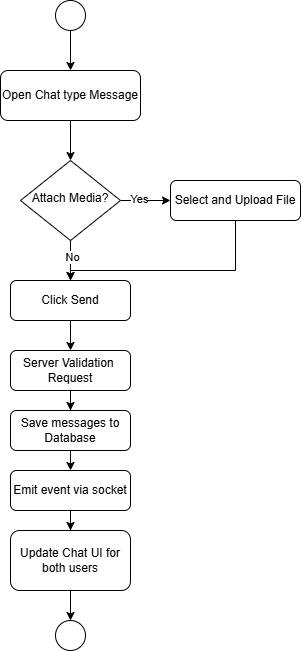 Open Chat type Message
Attach Media?
Yes
Select and Upload File
No
Click Send
Server Validation
Request
Save messages to
Database
Emit event via socket
Update Chat UI for
both users